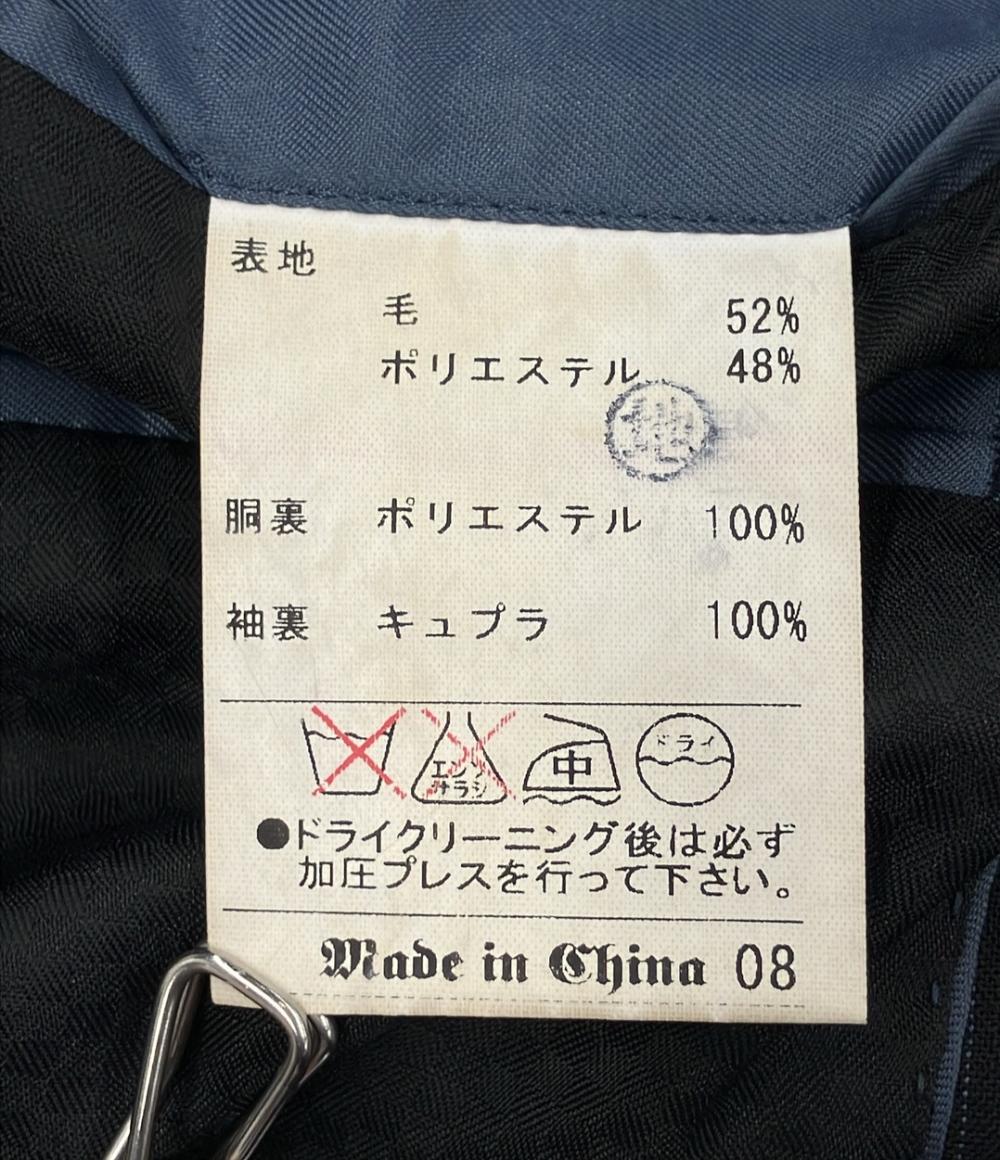 表地
毛 52%
ポリエステル 48%
胴裏 ポリエステル 100%
袖裏 キュプラ 100%
エンソ
サラシ
中
ドライ
●ドライクリーニング後は必ず
加圧プレスを行って下さい。
Made in China 08